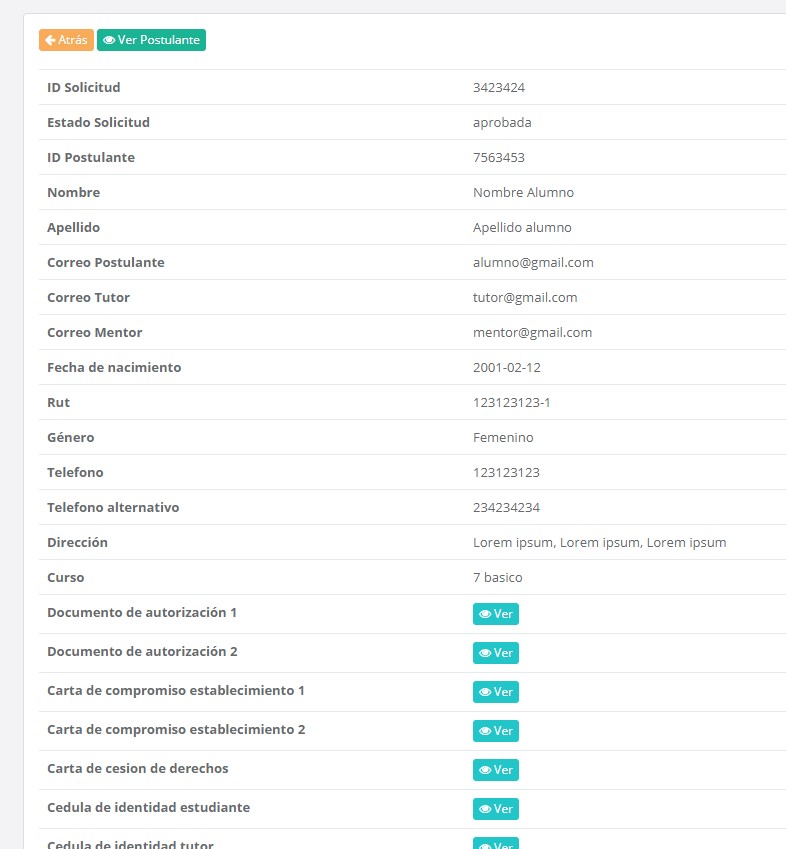 Atrás Ver Postulante
ID Solicitud 3423424
Estado Solicitud aprobada
ID Postulante 7563453
Nombre Nombre Alumno
Apellido Apellido alumno
Correo Postulante alumno@gmail.com
Correo Tutor tutor@gmail.com
Correo Mentor mentor@gmail.com
Fecha de nacimiento 2001-02-12
Rut 123123123-1
Género Femenino
Telefono 123123123
Telefono alternativo 234234234
Dirección Lorem ipsum, Lorem ipsum, Lorem ipsum
Curso 7 basico
Documento de autorización 1 Ver
Documento de autorización 2 Ver
Carta de compromiso establecimiento 1 Ver
Carta de compromiso establecimiento 2 Ver
Carta de cesion de derechos Ver
Cedula de identidad estudiante Ver
Cedula de identidad tutor Ver